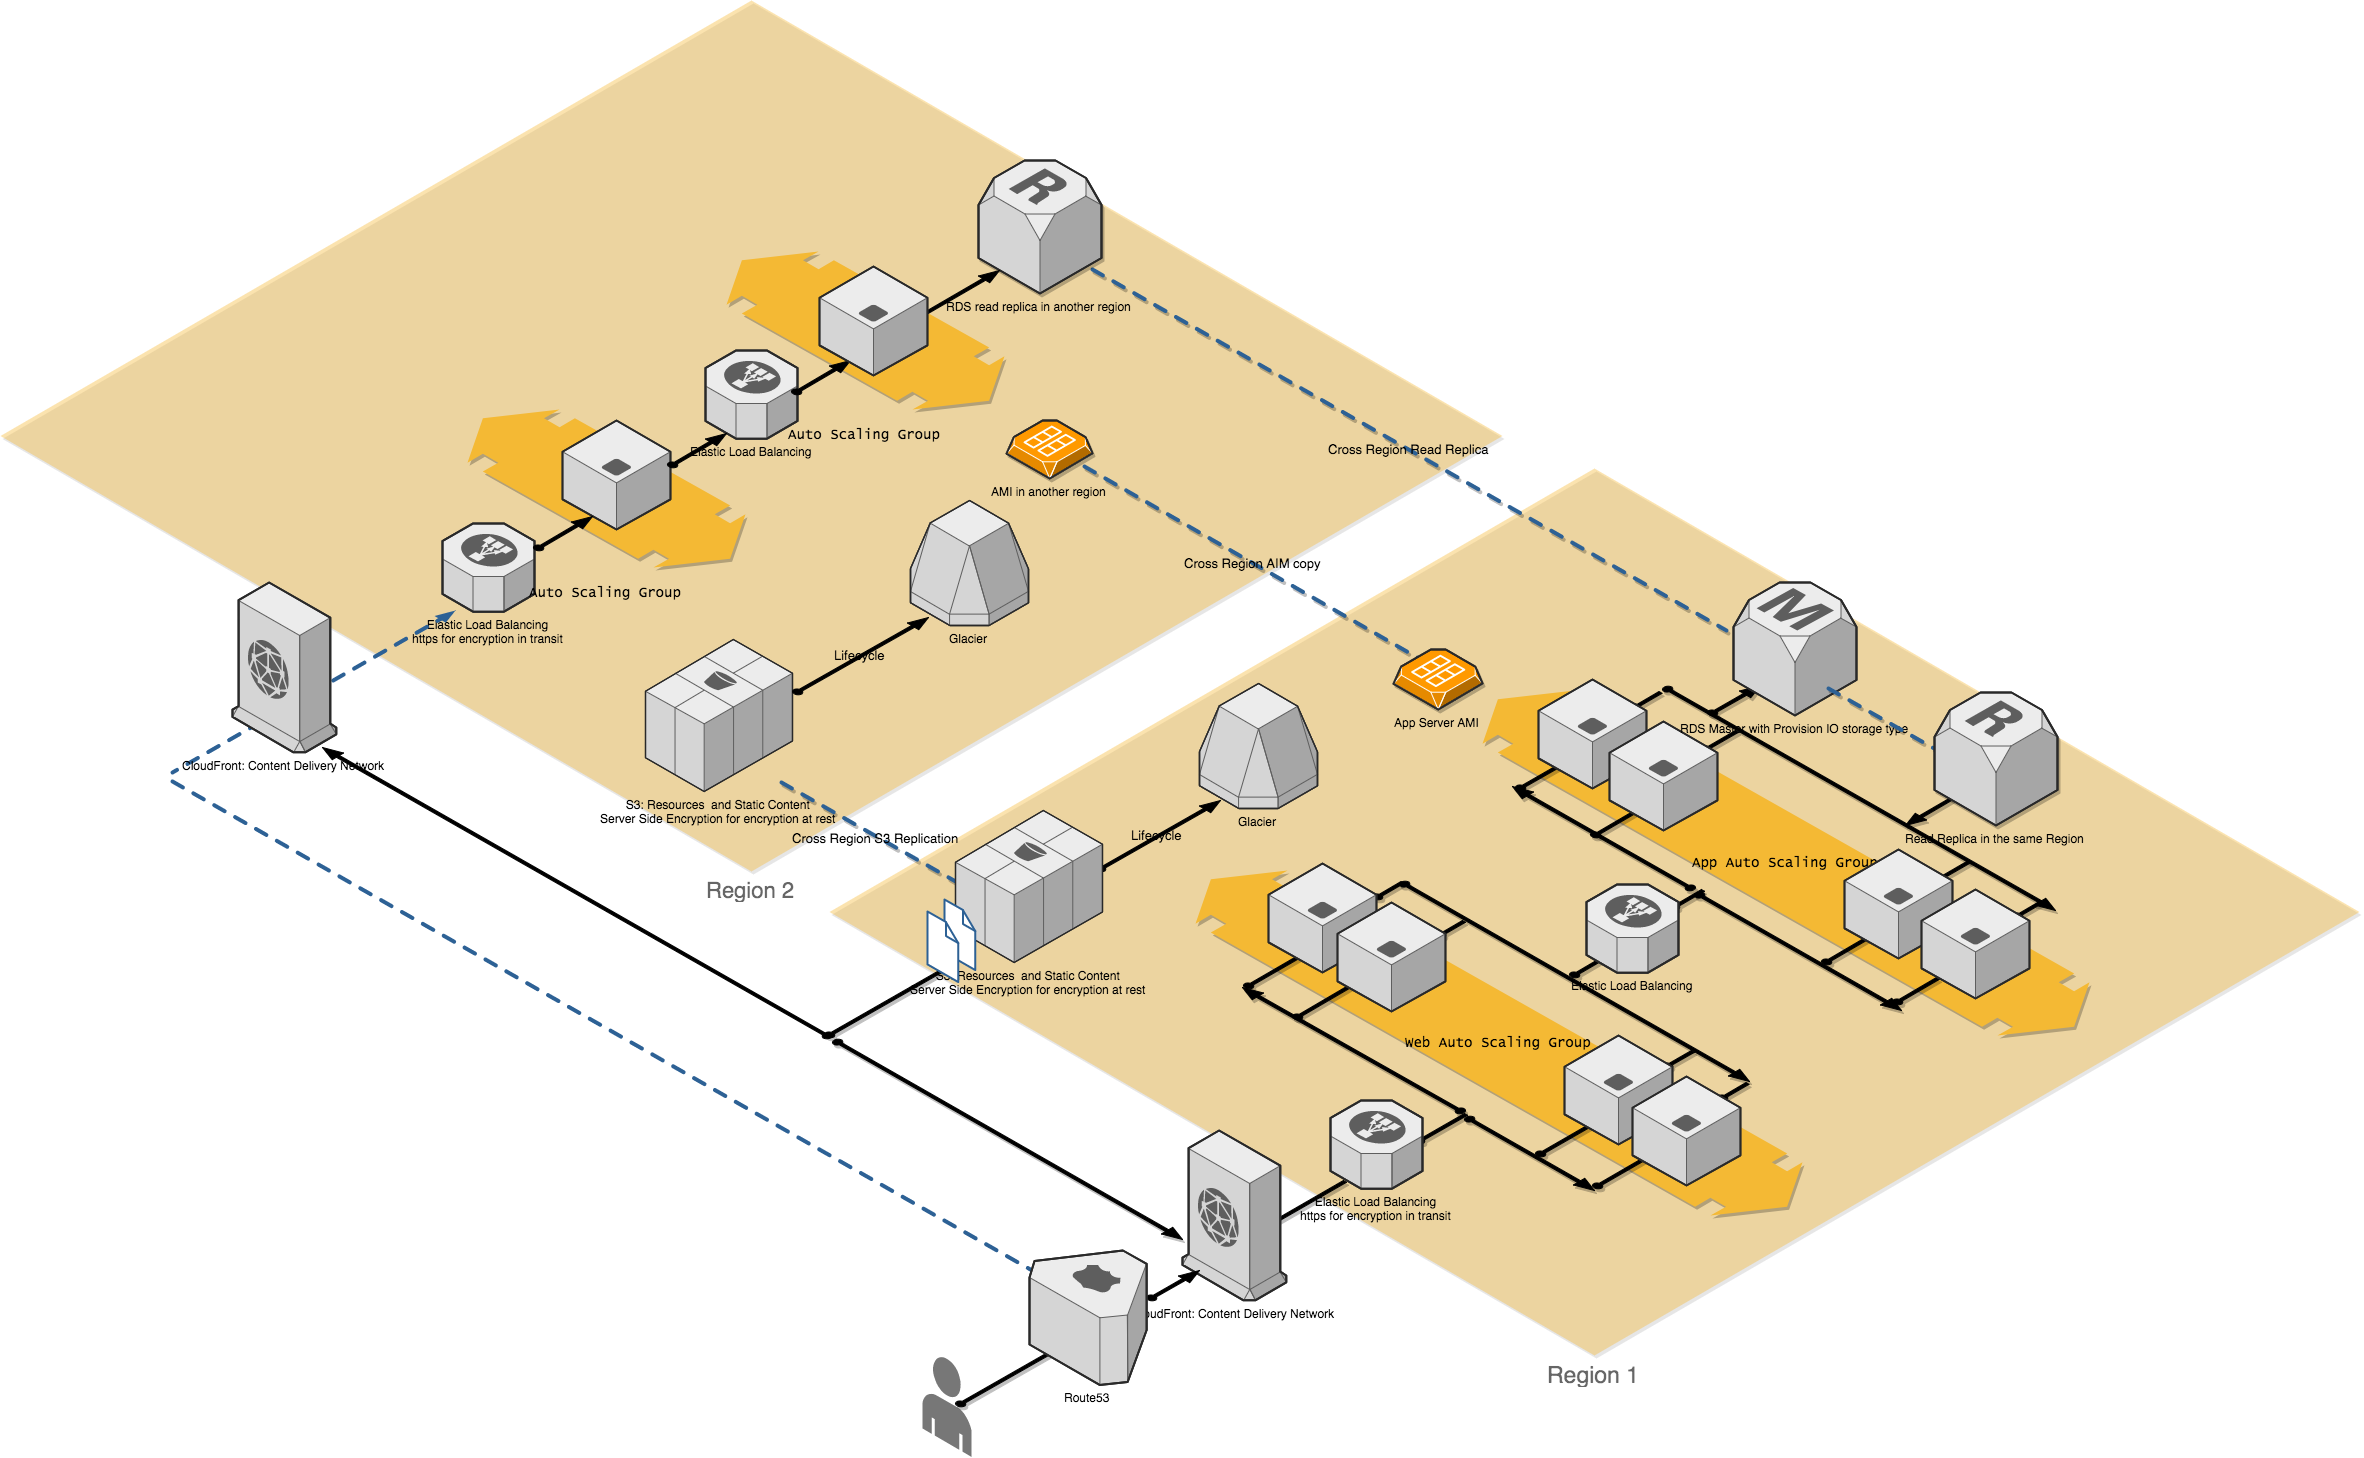 R
RDS read replica in another region
Auto Scaling Group
Elastic Load Balancing
Cross Region Read Replica
AMI in another region
Cross Region AIM copy
Auto Scaling Group
Elastic Load Balancing
https for encryption in transit
Glacier
Lifecycle
M
App Server AMI
RDS Master with Provision IO storage type
R
CloudFront: Content Delivery Network
S3: Resources and Static Content
Server Side Encryption for encryption at rest
Cross Region S3 Replication
Glacier
Lifecycle
Read Replica in the same Region
App Auto Scaling Group
Region 2
S3: Resources and Static Content
Server Side Encryption for encryption at rest
Elastic Load Balancing
Web Auto Scaling Group
Elastic Load Balancing
https for encryption in transit
oudFront: Content Delivery Network
Region 1
Route53